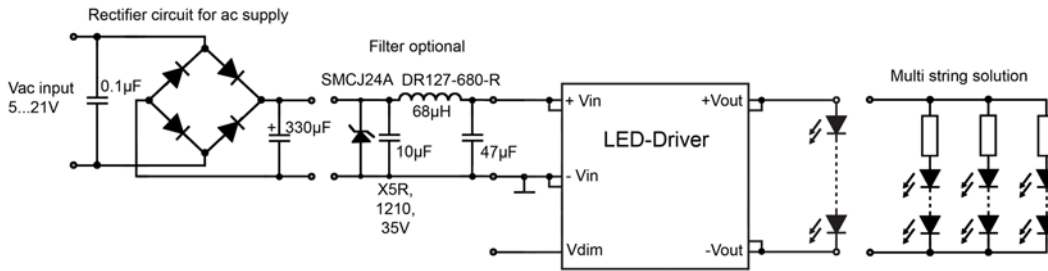 Rectifier circuit for ac supply
Filter optional
SMCJ24A DR127-680-R
Multi string solution
Vac input
5...21V
0.1µF
+
330µF
68µH
10µF
47µF
X5R,
1210,
35V
+ Vin
+Vout
LED-Driver
- Vin
Vdim
-Vout